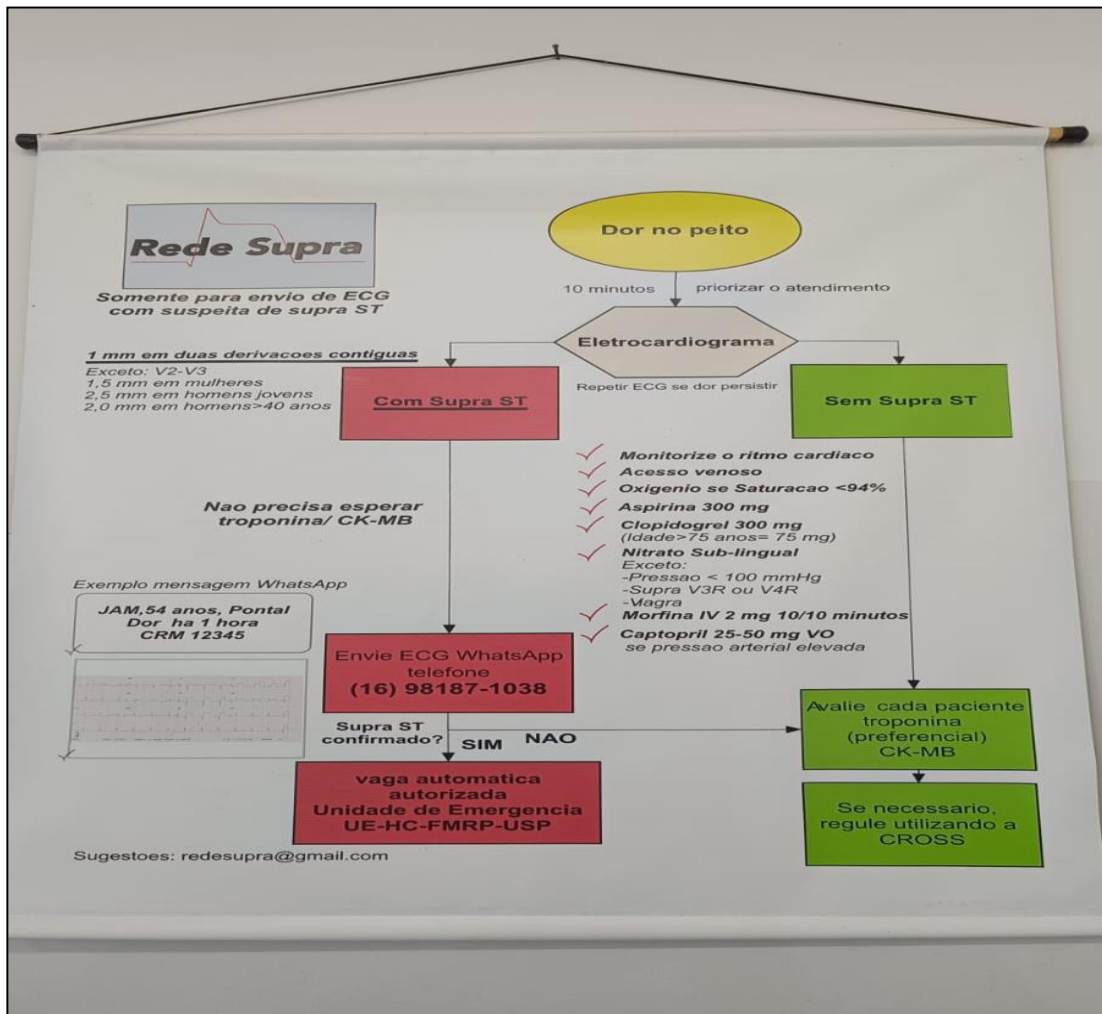 Rede Supra
Somente para envio de ECG
com suspeita de supra ST
Dor no peito
10 minutos
priorizar o atendimento
Eletrocardiograma
Repetir ECG se dor persistir
1 mm em duas derivacoes contiguas
Exceto: V2-V3
1,5 mm em mulheres
2,5 mm em homens jovens
2,0 mm em homens>40 anos
Com Supra ST
Sem Supra ST
Monitorize o ritmo cardiaco
Acesso venoso
Oxigenio se Saturacao <94%
Aspirina 300 mg
Clopidogrel 300 mg
(Idade>75 anos= 75 mg)
Nitrato Sub-lingual
Exceto:
-Pressao < 100 mmHg
-Supra V3R ou V4R
-Viagra
Morfina IV 2 mg 10/10 minutos
Captopril 25-50 mg VO
se pressao arterial elevada
Nao precisa esperar
troponina/ CK-MB
Exemplo mensagem WhatsApp
JAM,54 anos, Pontal
Dor ha 1 hora
CRM 12345
Envie ECG WhatsApp
telefone
(16) 98187-1038
Supra ST
confirmado?
SIM
NAO
vaga automatica
autorizada
Unidade de Emergencia
UE-HC-FMRP-USP
Avalie cada paciente
troponina
(preferencial)
CK-MB
Se necessario,
regule utilizando a
CROSS
Sugestoes: redesupra@gmail.com